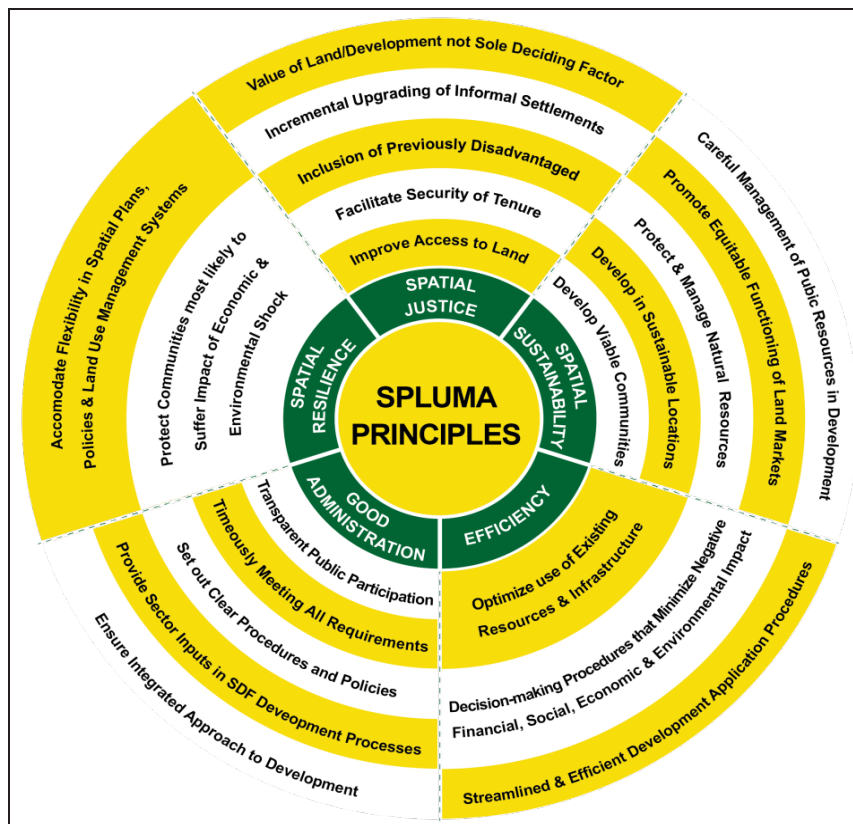 SPLUMA
PRINCIPLES
SPATIAL
JUSTICE
Value of Land/Development not Sole Deciding Factor
Incremental Upgrading of Informal Settlements
Inclusion of Previously Disadvantaged
Facilitate Security of Tenure
Improve Access to Land
SPATIAL
SUSTAINABILITY
Develop Viable Communities
Develop in Sustainable Locations
Protect & Manage Natural Resources
Promote Equitable Functioning of Land Markets
Careful Management of Pubic Resources in Development
EFFICIENCY
Optimize use of Existing
Resources & Infrastructure
Decision-making Procedures that Minimize Negative
Financial, Social, Economic & Environmental Impact
Streamlined & Efficient Development Application Procedures
GOOD
ADMINISTRATION
Transparent Public Participation
Timeously Meeting All Requirements
Set out Clear Procedures and Policies
Provide Sector Inputs in SDF Deveopment Processes
Ensure Integrated Approach to Development
SPATIAL
RESILIENCE
Accomodate Flexibility in Spatial Plans,
Policies & Land Use Management Systems
Protect Communities most likely to
Suffer Impact of Economic &
Environmental Shock